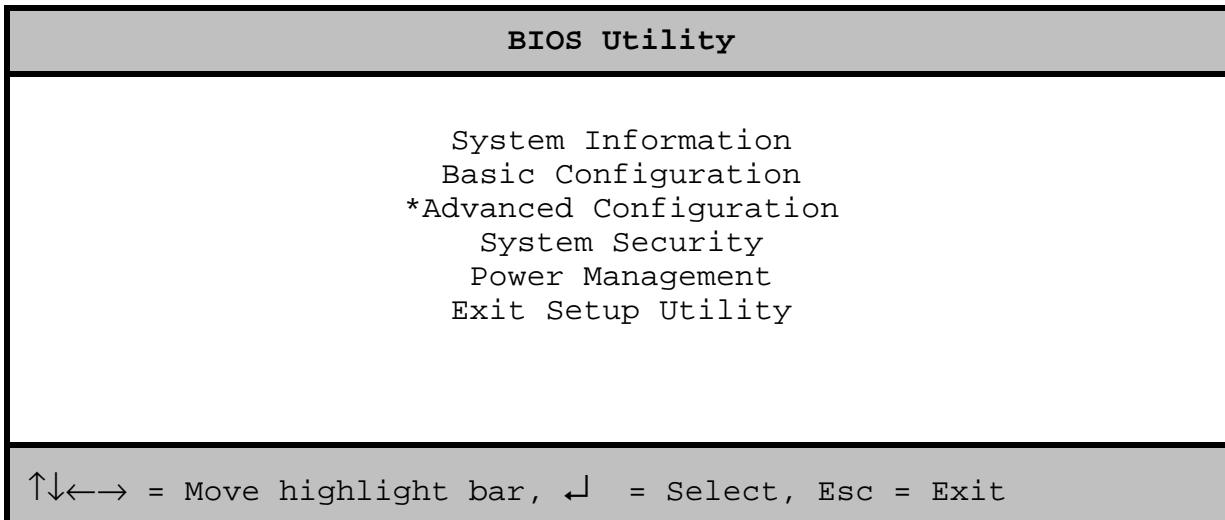 BIOS Utility
System Information
Basic Configuration
*Advanced Configuration
System Security
Power Management
Exit Setup Utility
↑↓←→ = Move highlight bar, ↵ = Select, Esc = Exit